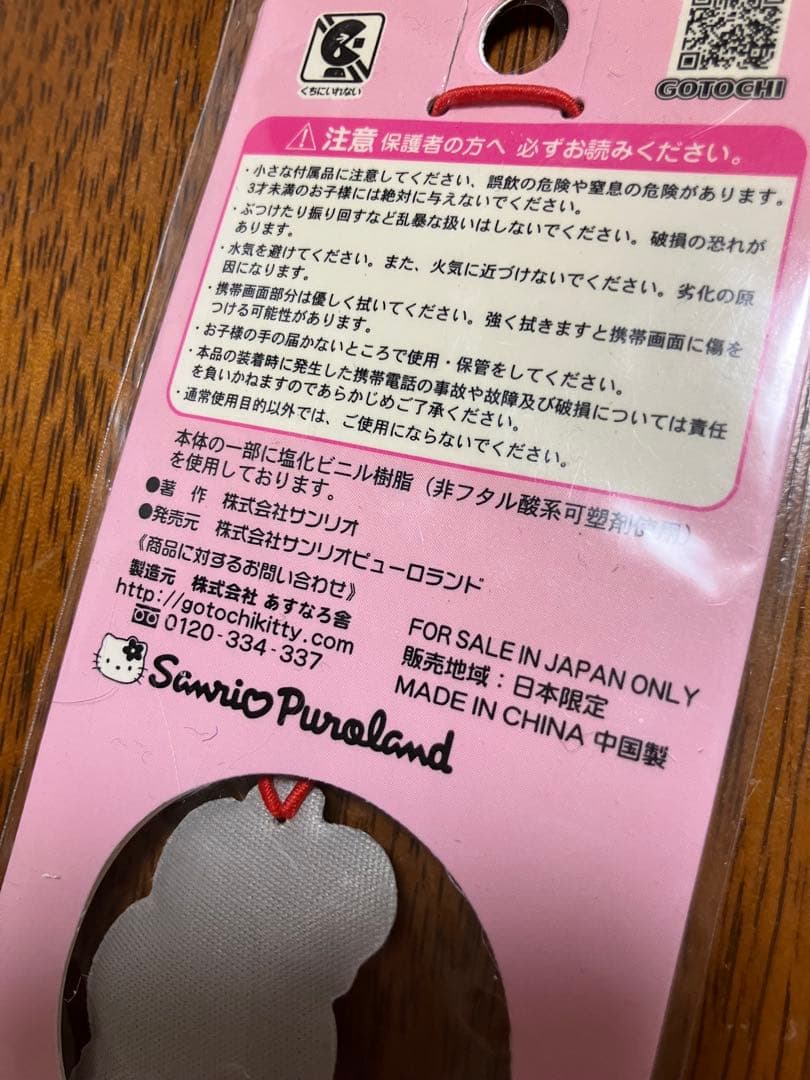 くちにいれない
GOTOCHI
⚠注意 保護者の方へ 必ずお読みください。
・小さな付属品に注意してください、誤飲の危険や窒息の危険があります。
3才未満のお子様には絶対に与えないでください。
・ぶつけたり振り回すなど乱暴な扱いはしないでください。破損の恐れが
あります。
・水気を避けてください。また、火気に近づけないでください。劣化の原
因になります。
・携帯画面部分は優しく拭いてください。強く拭きますと携帯画面に傷を
つける可能性があります。
・お子様の手の届かないところで使用・保管をしてください。
・本品の装着時に発生した携帯電話の事故や故障及び破損については責任
を負いかねますのであらかじめご了承ください。
・通常使用目的以外では、ご使用にならないでください。
本体の一部に塩化ビニル樹脂（非フタル酸系可塑剤使用）
を使用しております。
●著　作　株式会社サンリオ
●発売元　株式会社サンリオピューロランド
《商品に対するお問い合わせ》
製造元　株式会社 あすなろ舎
http://gotochikitty.com
0120-334-337
FOR SALE IN JAPAN ONLY
販売地域：日本限定
MADE IN CHINA 中国製
Sanrio Puroland